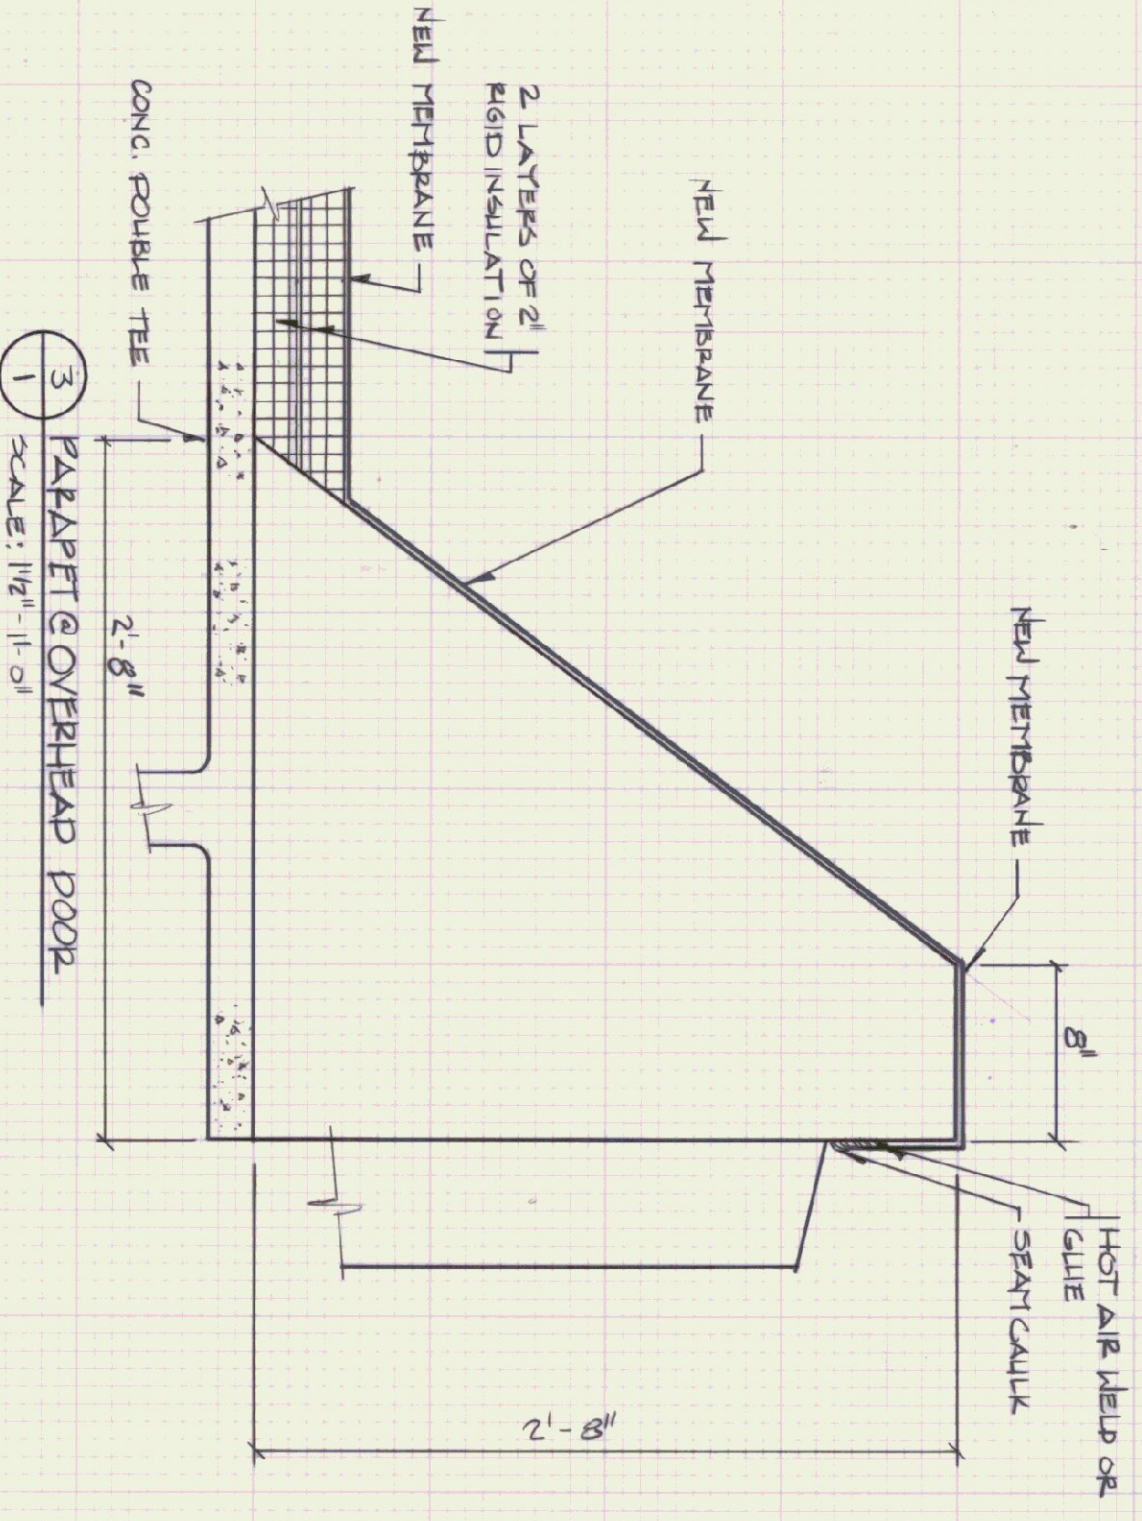 NEW MEMBRANE
8"
HOT AIR WELD OR
GLUE
SEAM CAULK
NEW MEMBRANE
2 LAYERS OF 2"
RIGID INSULATION
NEW MEMBRANE
2'-8"
CONC. DOUBLE TEE
2'-8"
3
1
PARAPET @ OVERHEAD DOOR
SCALE: 1 1/2" - 1'-0"